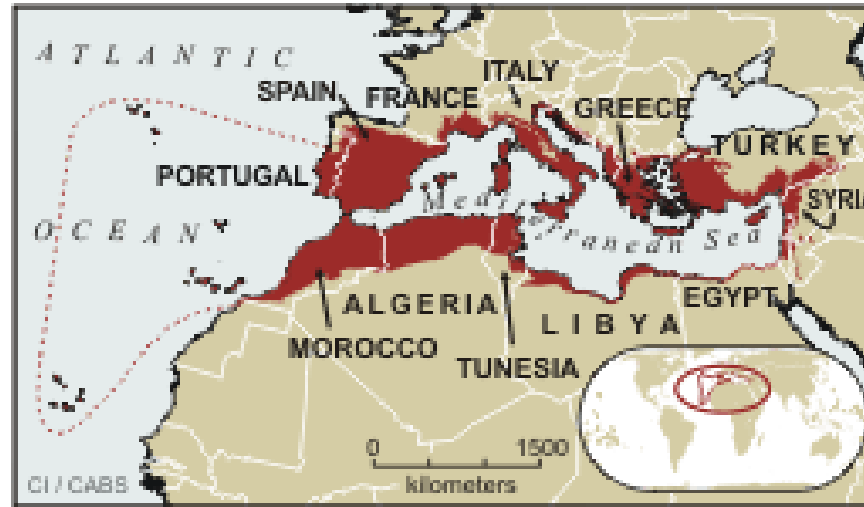 ATLANTIC
ITALY
SPAIN
FRANCE
GREECE
TURKEY
PORTUGAL
SYRIA
Mediterranean Sea
OCEAN
EGYPT
ALGERIA
LIBYA
MOROCCO
TUNESIA
0 1500
kilometers
CI / CABS